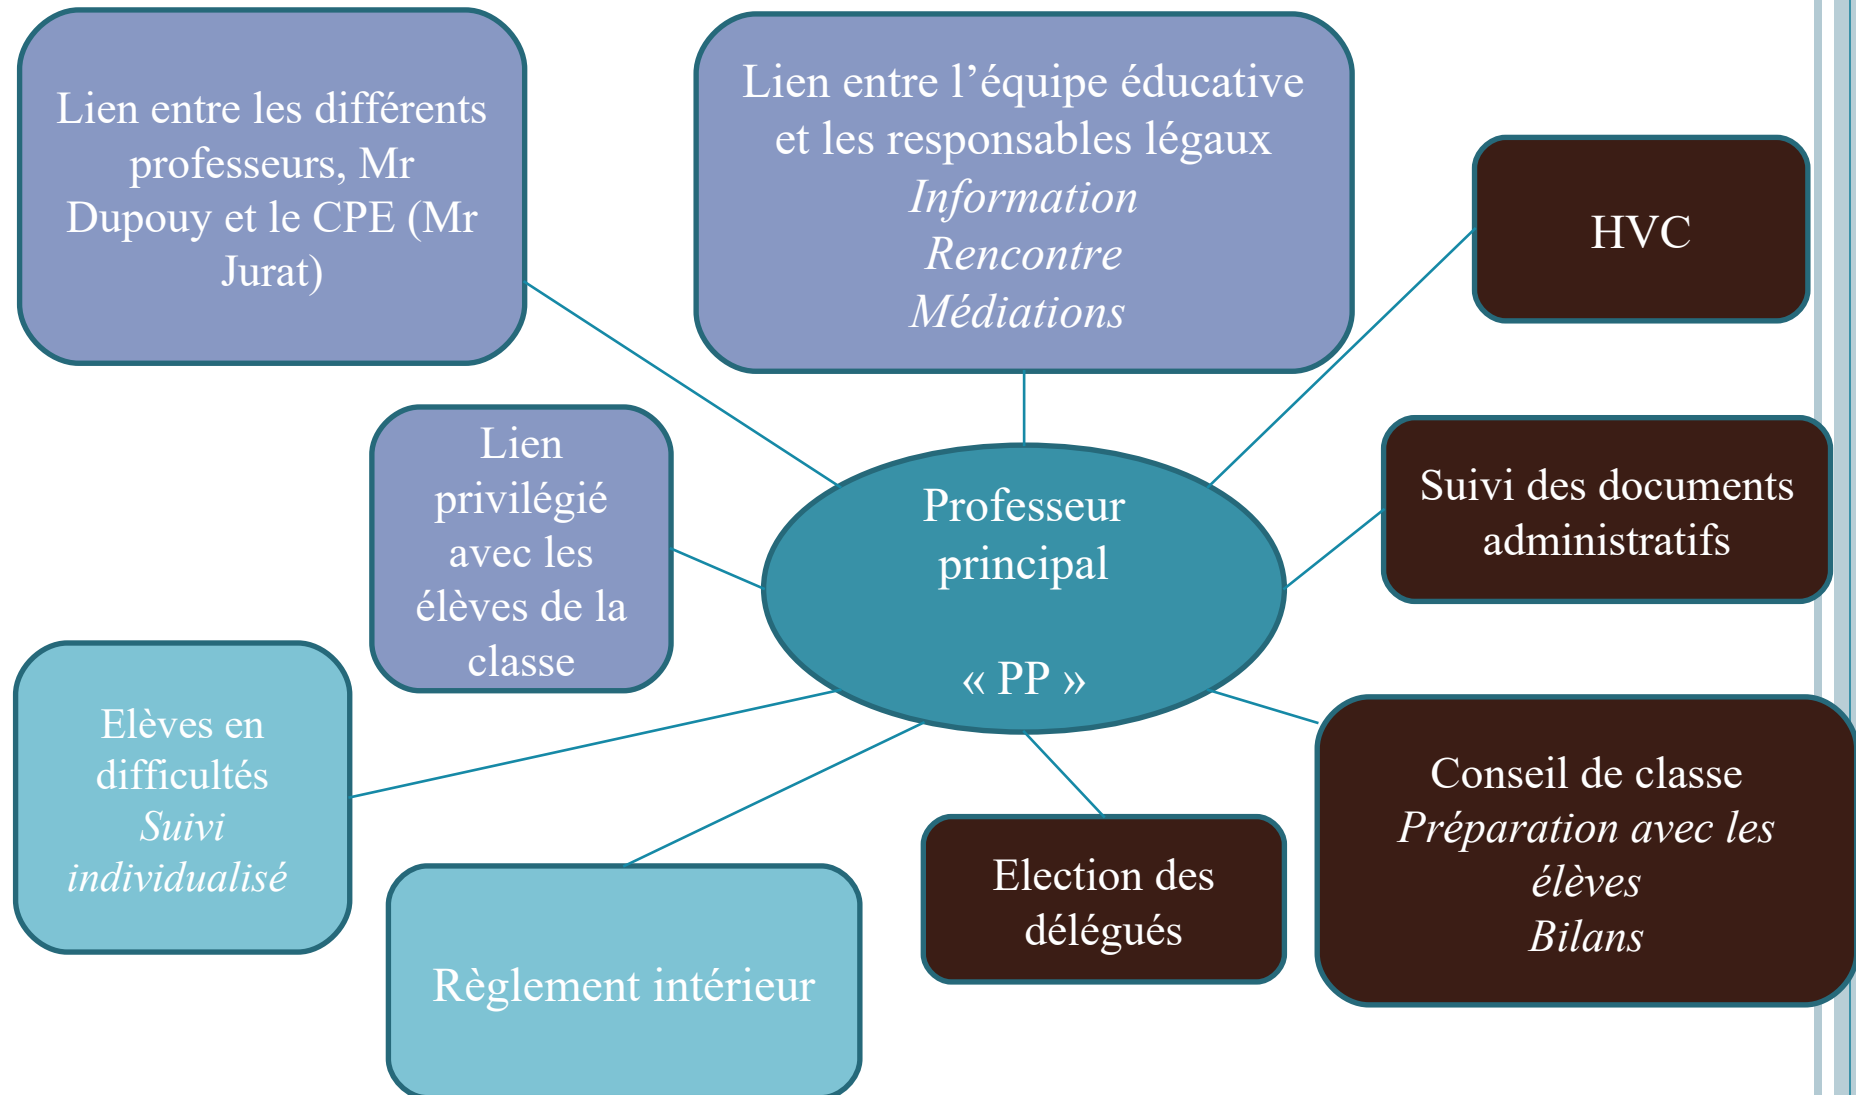 Lien entre les différents
professeurs, Mr
Dupouy et le CPE (Mr
Jurat)
Lien entre l’équipe éducative
et les responsables légaux
Information
Rencontre
Médiations
HVC
Lien
privilégié
avec les
élèves de la
classe
Professeur
principal
« PP »
Suivi des documents
administratifs
Elèves en
difficultés
Suivi
individualisé
Règlement intérieur
Election des
délégués
Conseil de classe
Préparation avec les
élèves
Bilans